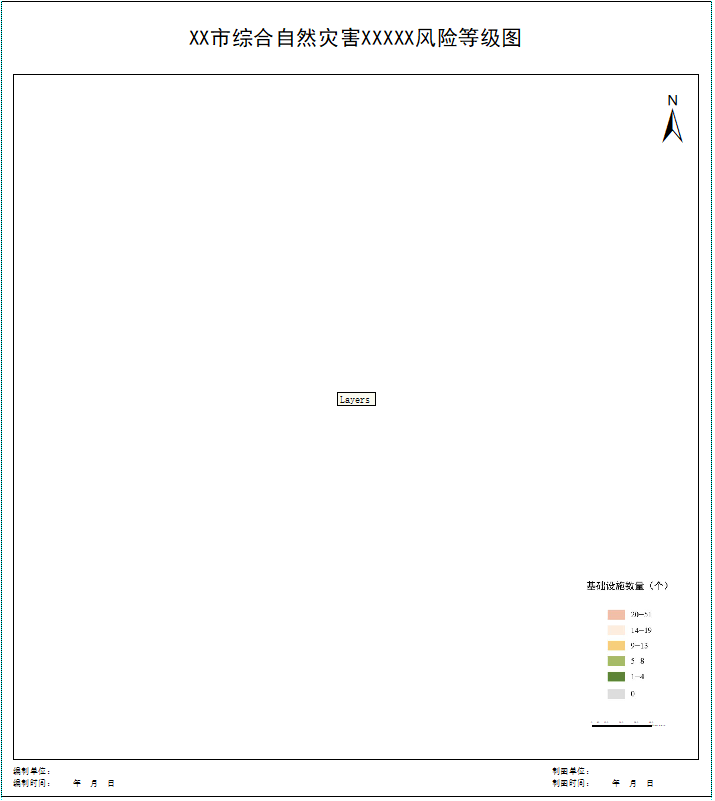 XX市综合自然灾害XXXXX风险等级图
N
Layers
基础设施数量（个）
20-51
14-19
9-13
5-8
1-4
0
编制单位：
编制时间： 年 月 日
制图单位：
制图时间： 年 月 日